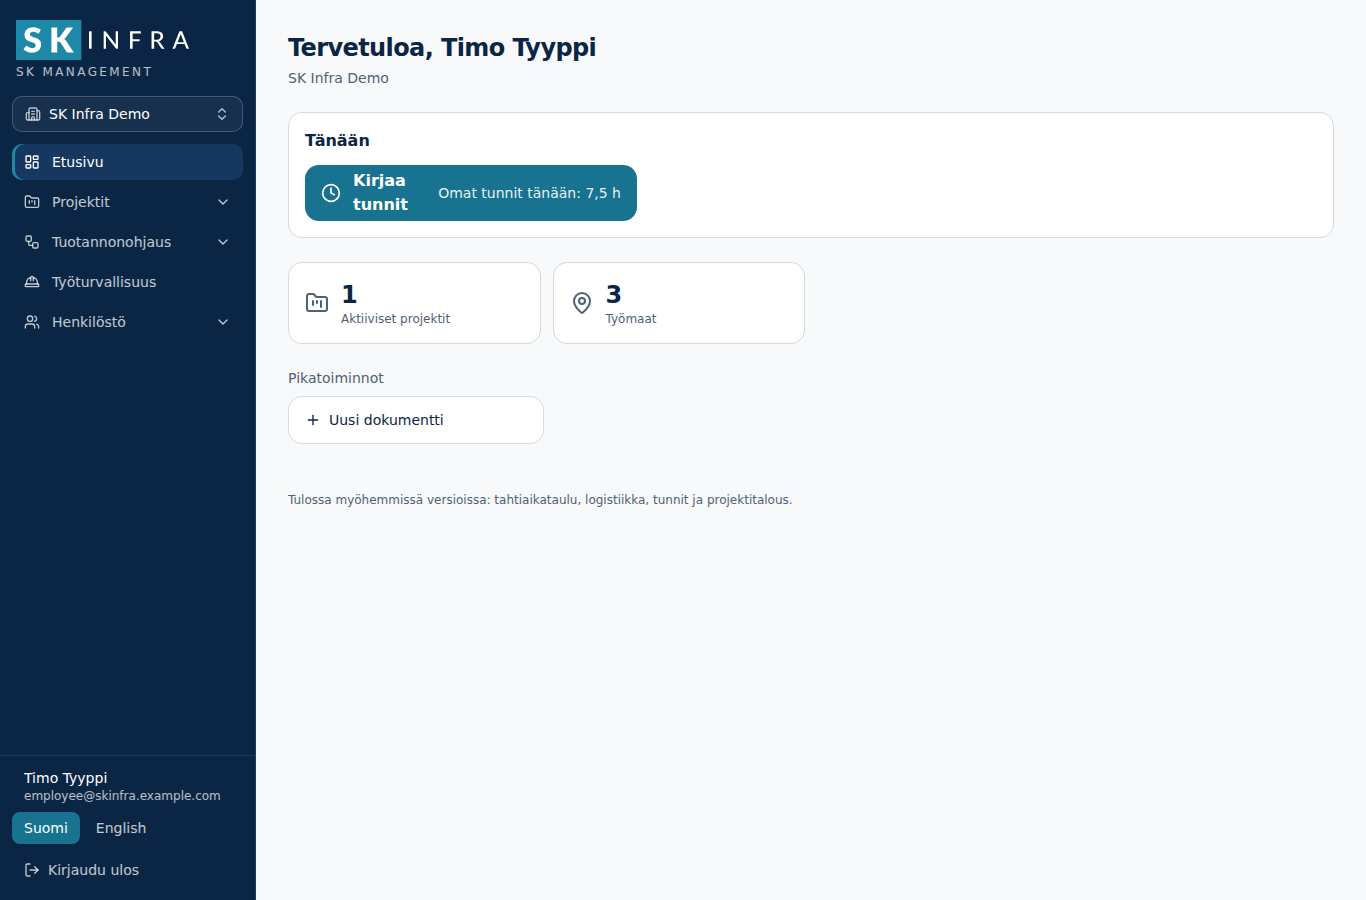 SK INFRA
SK MANAGEMENT
SK Infra Demo
Etusivu
Projektit
Tuotannonohjaus
Työturvallisuus
Henkilöstö
Timo Tyyppi
employee@skinfra.example.com
Suomi English
Kirjaudu ulos
Tervetuloa, Timo Tyyppi
SK Infra Demo
Tänään
Kirjaa
tunnit
Omat tunnit tänään: 7,5 h
1
Aktiiviset projektit
3
Työmaat
Pikatoiminnot
Uusi dokumentti
Tulossa myöhemmissä versioissa: tahtiaikataulu, logistiikka, tunnit ja projektitalous.